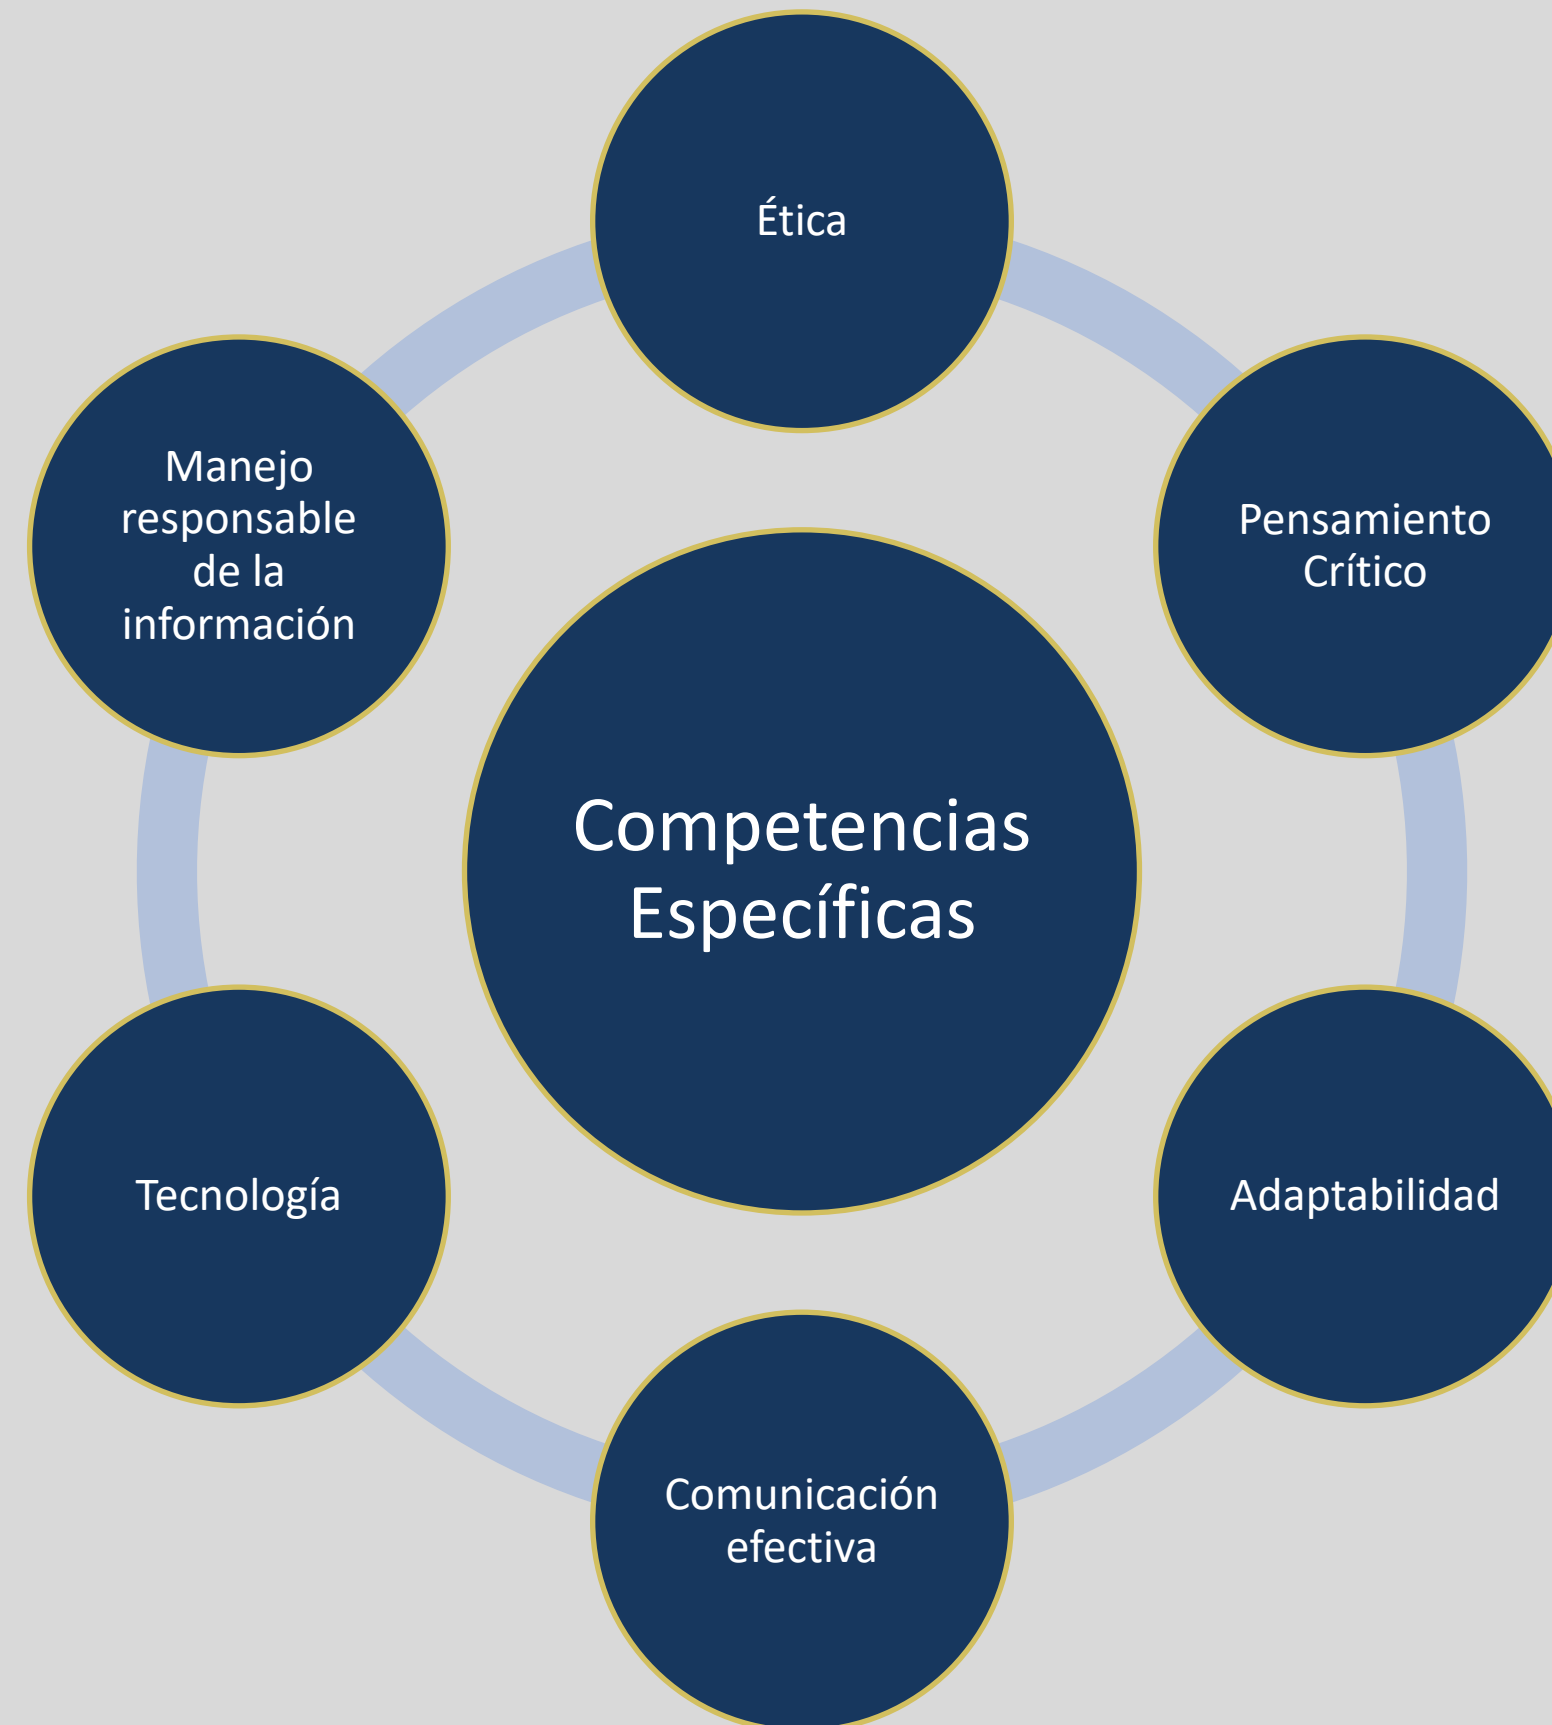 Ética
Pensamiento
Crítico
Adaptabilidad
Comunicación
efectiva
Tecnología
Manejo
responsable
de la
información
Competencias
Específicas